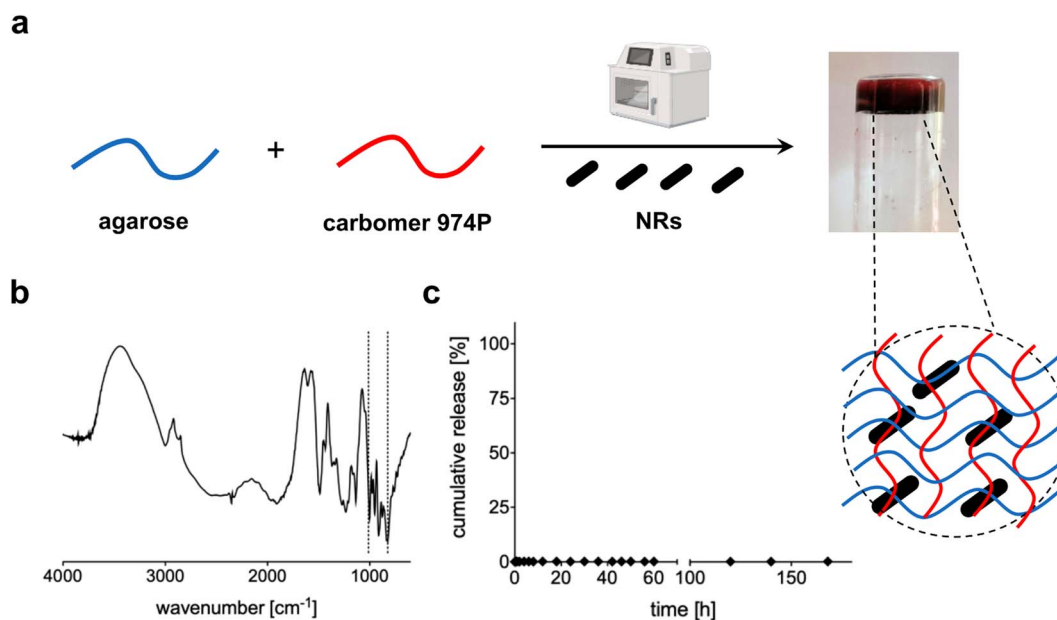 a
+
agarose
carbomer 974P
NRs
b
c
4000
3000
2000
1000
wavenumber [cm-1]
cumulative release [%]
100
75
50
25
0
0
20
40
60
100
150
time [h]